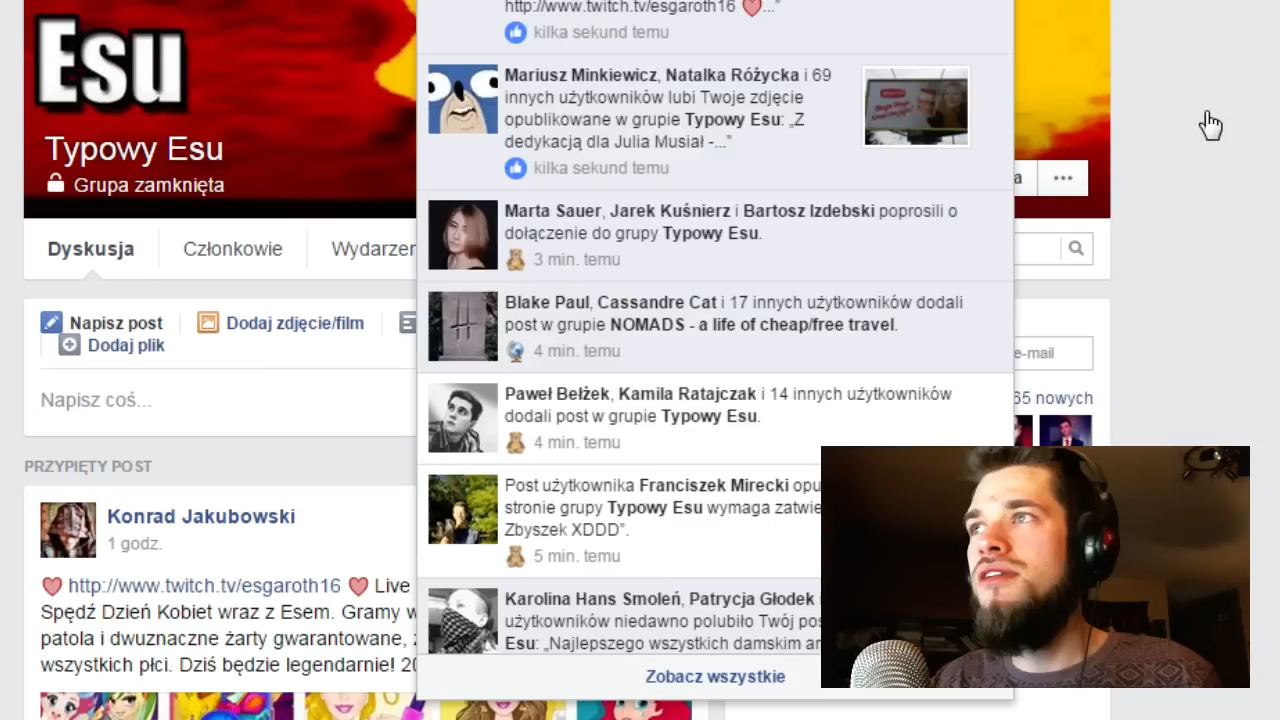 Esu
Typowy Esu
Grupa zamknięta
Dyskusja
Członkowie
Wydarzer
Napisz post
Dodaj zdjęcie/film
Dodaj plik
Napisz coś...
PRZYPIĘTY POST
Konrad Jakubowski
1 godz.
http://www.twitch.tv/esgaroth16 Live
Spędź Dzień Kobiet wraz z Esem. Gramy w
patola i dwuznaczne żarty gwarantowane, z
wszystkich płci. Dziś będzie legendarnie! 20
http://www.twitch.tv/esgaroth16 ..."
kilka sekund temu
Mariusz Minkiewicz, Natalka Różycka i 69
innych użytkowników lubi Twoje zdjęcie
opublikowane w grupie Typowy Esu: „Z
dedykacją dla Julia Musiał -..."
kilka sekund temu
Marta Sauer, Jarek Kuśnierz i Bartosz Izdebski poprosili o
dołączenie do grupy Typowy Esu.
3 min. temu
Blake Paul, Cassandre Cat i 17 innych użytkowników dodali
post w grupie NOMADS - a life of cheap/free travel.
4 min. temu
Paweł Bełżek, Kamila Ratajczak i 14 innych użytkowników
dodali post w grupie Typowy Esu.
4 min. temu
Post użytkownika Franciszek Mirecki opu
stronie grupy Typowy Esu wymaga zatwie
Zbyszek XDDD”.
5 min. temu
Karolina Hans Smoleń, Patrycja Głodek i
użytkowników niedawno polubiło Twój pos
Esu: „Najlepszego wszystkich damskim an
Zobacz wszystkie
a
...
e-mail
65 nowych